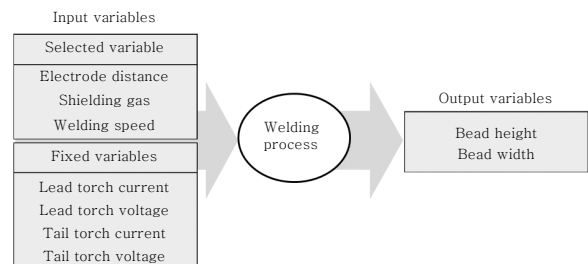 Input variables
Selected variable
Electrode distance
Shielding gas
Welding speed
Fixed variables
Lead torch current
Lead torch voltage
Tail torch current
Tail torch voltage
Welding
process
Output variables
Bead height
Bead width